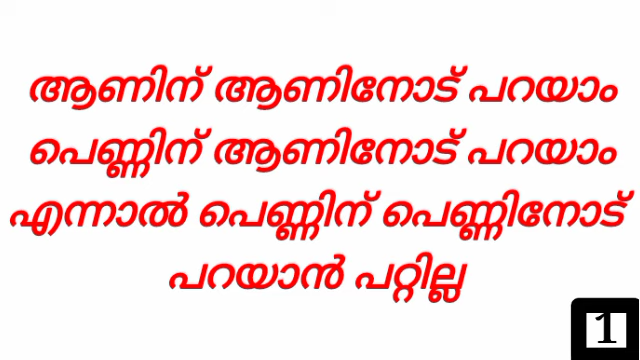 ആണിന് ആണിനോട് പറയാം
പെണ്ണിന് ആണിനോട് പറയാം
എന്നാൽ പെണ്ണിന് പെണ്ണിനോട്
പറയാൻ പറ്റില്ല
1